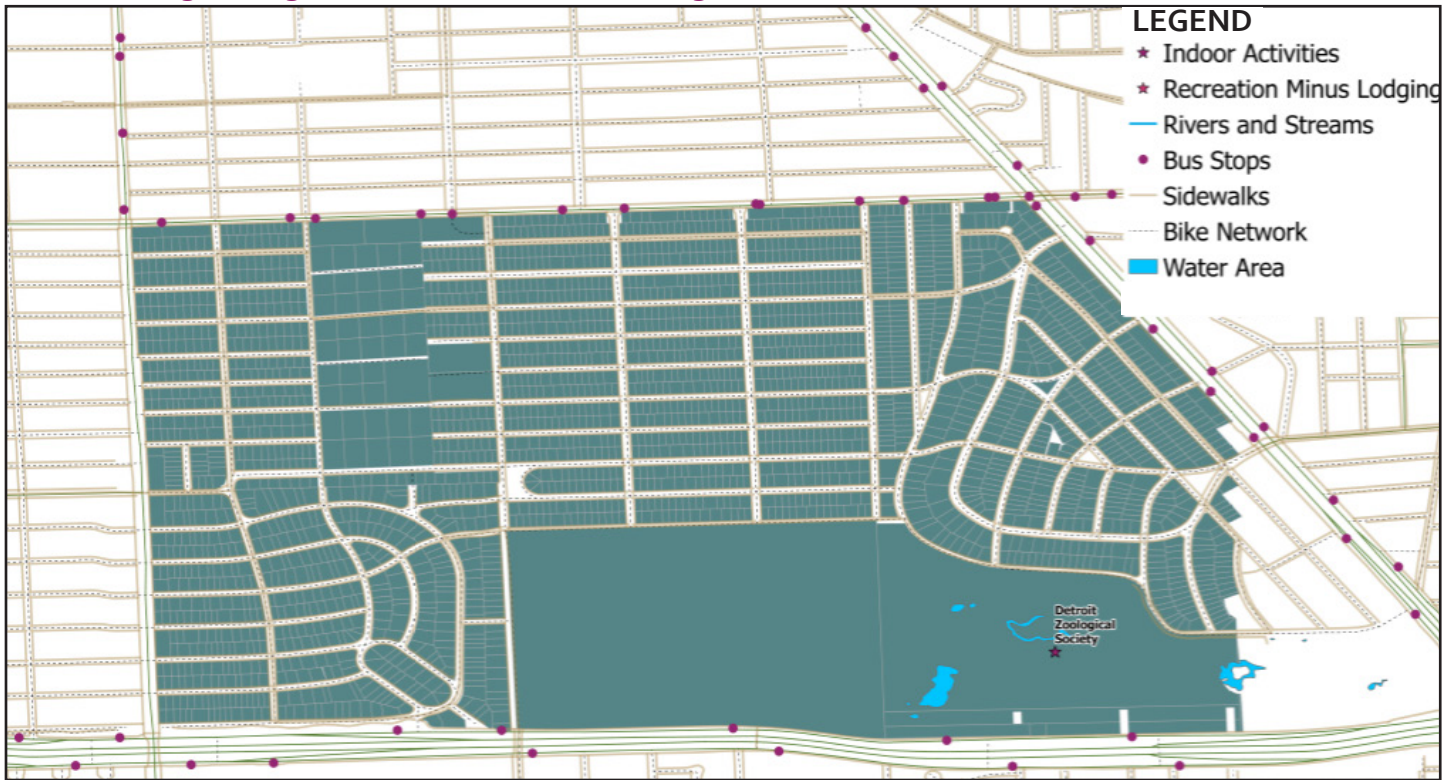 LEGEND
Indoor Activities
Recreation Minus Lodging
Rivers and Streams
Bus Stops
Sidewalks
Bike Network
Water Area
Detroit
Zoological
Society